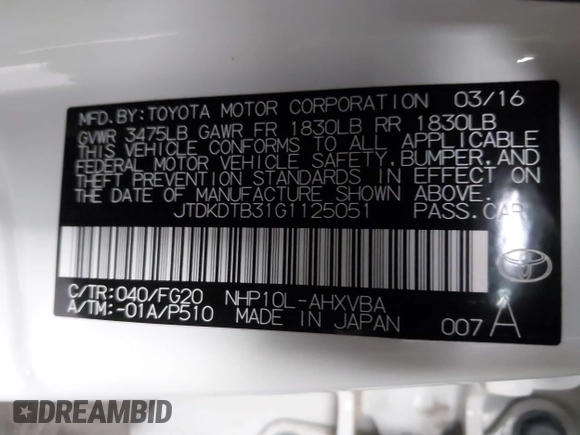 MFD.BY:TOYOTA MOTOR CORPORATION 03/16
GVWR 3475LB GAWR FR 1830LB RR 1830LB
THIS VEHICLE CONFORMS TO ALL APPLICABLE
FEDERAL MOTOR VEHICLE SAFETY,BUMPER,AND
THEFT PREVENTION STANDARDS IN EFFECT ON
THE DATE OF MANUFACTURE SHOWN ABOVE.
JTDKDTB31G1125051 PASS.CAR
C/TR:040/FG20 NHP10L-AHXVBA
A/TM:-01A/P510 MADE IN JAPAN 007 A
DREAMBID